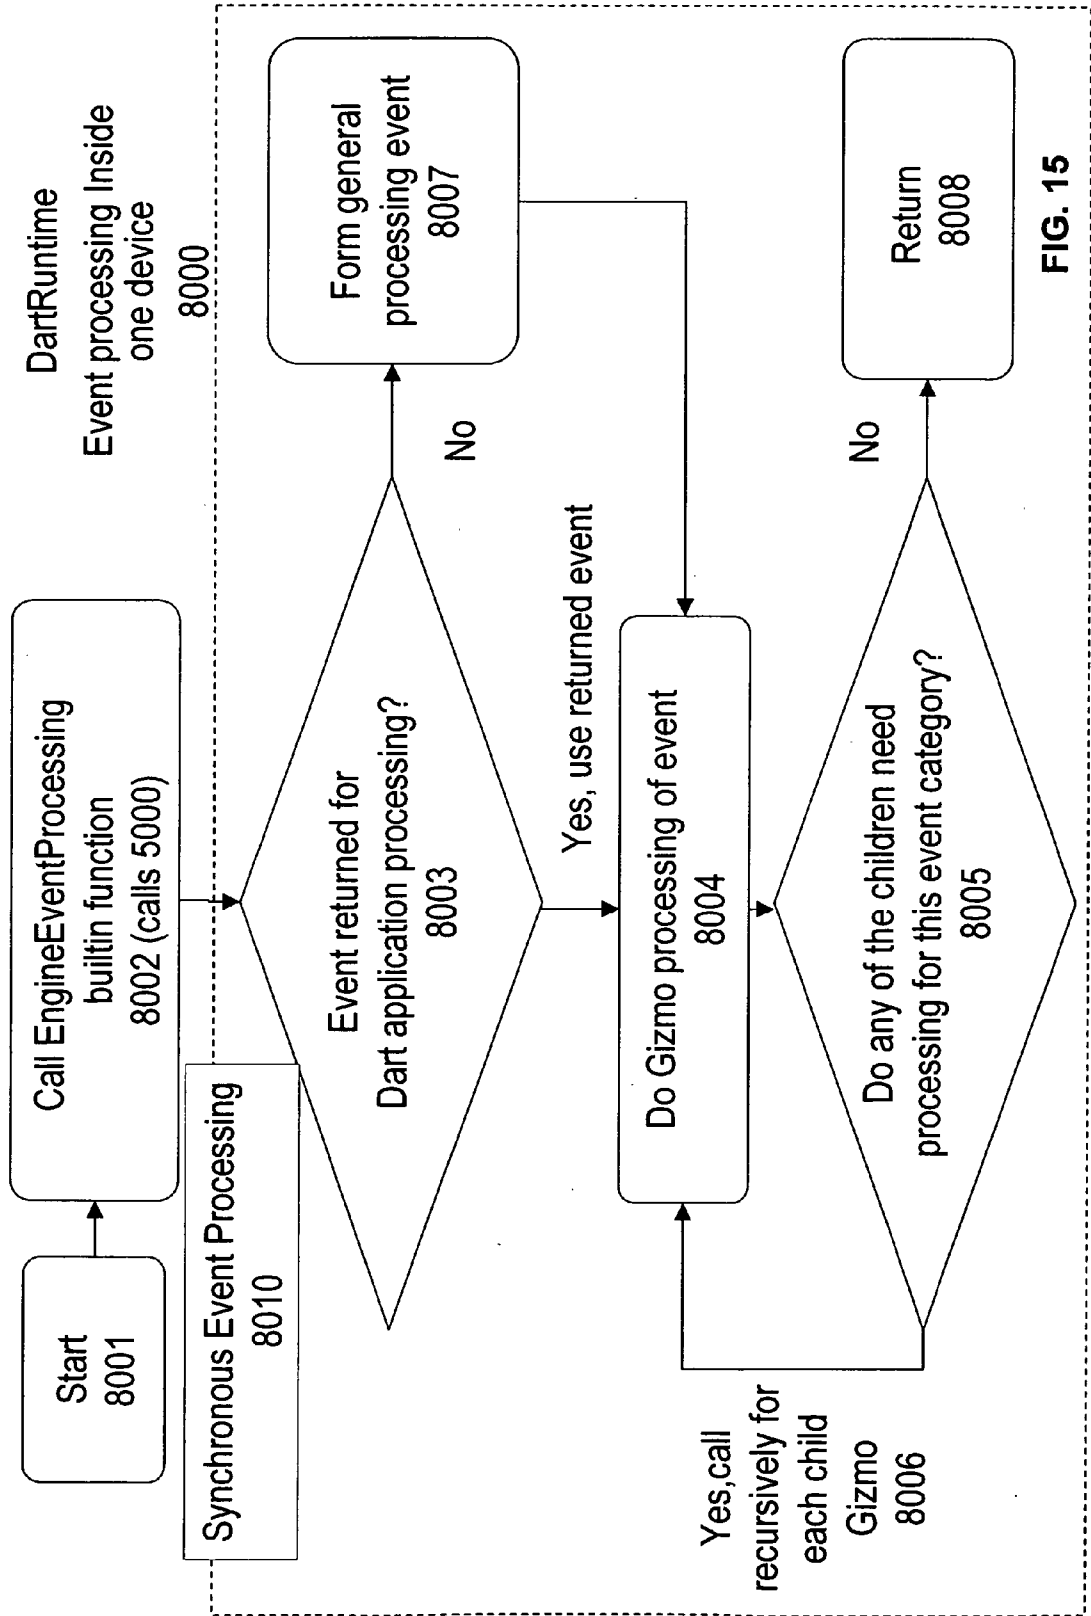 DartRuntime
Event processing Inside
one device
8000
Start
8001
Call EngineEventProcessing
builtin function
8002 (calls 5000)
Synchronous Event Processing
8010
Event returned for
Dart application processing?
8003
No
Form general
processing event
8007
Yes, use returned event
Do Gizmo processing of event
8004
Do any of the children need
processing for this event category?
8005
Yes,call
recursively for
each child
Gizmo
8006
No
Return
8008
FIG. 15